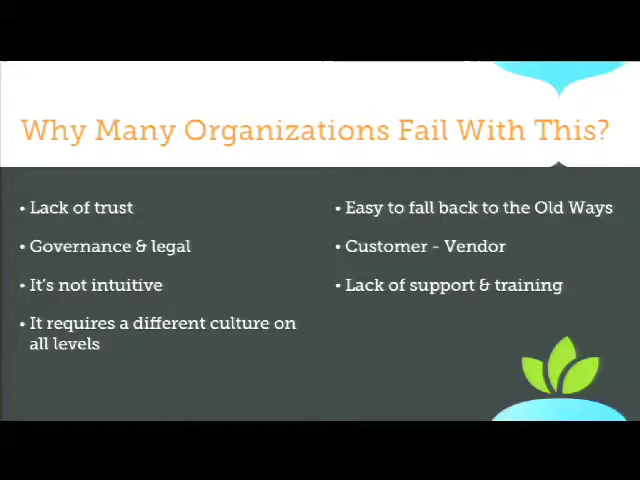 Why Many Organizations Fail With This?
• Lack of trust
• Governance & legal
• It's not intuitive
• It requires a different culture on
all levels
• Easy to fall back to the Old Ways
• Customer - Vendor
• Lack of support & training